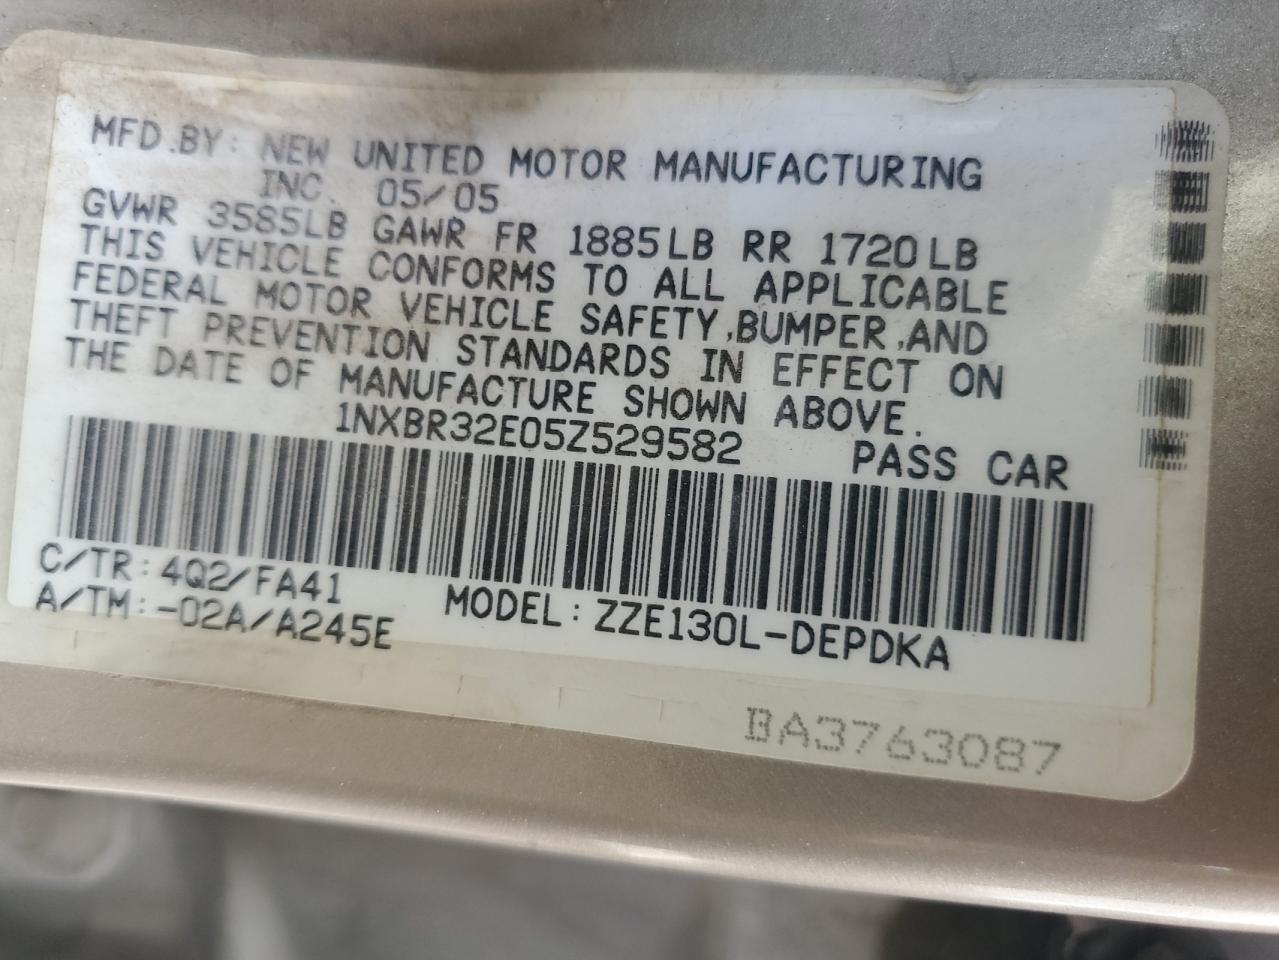 MFD.BY: NEW UNITED MOTOR MANUFACTURING
INC. 05/05
GVWR 3585LB GAWR FR 1885LB RR 1720LB
THIS VEHICLE CONFORMS TO ALL APPLICABLE
FEDERAL MOTOR VEHICLE SAFETY,BUMPER,AND
THEFT PREVENTION STANDARDS IN EFFECT ON
THE DATE OF MANUFACTURE SHOWN ABOVE.
1NXBR32E05Z529582 PASS CAR
C/TR: 4Q2/FA41
A/TM:-02A/A245E MODEL: ZZE130L-DEPDKA
BA3763087